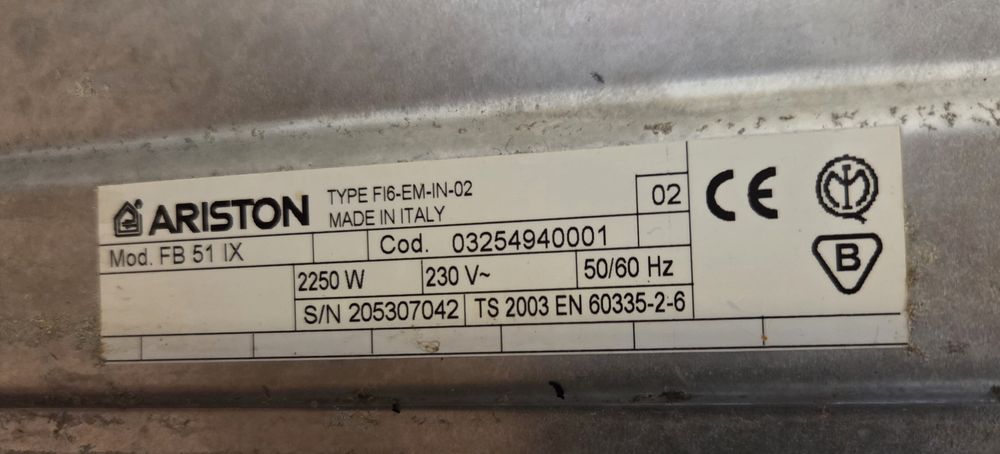 ARISTON
TYPE FI6-EM-IN-02
MADE IN ITALY
02
Mod. FB 51 IX
Cod. 03254940001
2250 W 230 V~ 50/60 Hz
S/N 205307042 TS 2003 EN 60335-2-6
CE
B